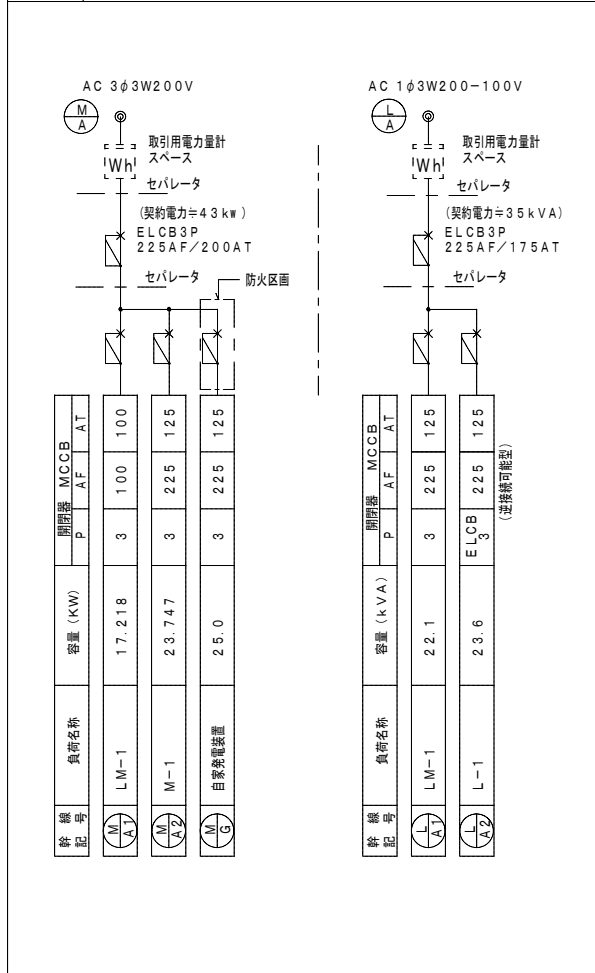 AC 3φ3W200V
M
A
取引用電力量計
スペース
Wh
セパレータ
(契約電力≒43kw)
ELCB3P
225AF/200AT
セパレータ
防火区画
幹線記号
負荷名称
容量(KW)
開閉器 MCCB
P
AF
AT
M
A1
LM-1
17.218
3
100
100
M
A2
M-1
23.747
3
225
125
M
G
自家発電装置
25.0
3
225
125
AC 1φ3W200-100V
L
A
取引用電力量計
スペース
Wh
セパレータ
(契約電力≒35kVA)
ELCB3P
225AF/175AT
セパレータ
幹線記号
負荷名称
容量(kVA)
開閉器 MCCB
P
AF
AT
L
A1
LM-1
22.1
3
225
125
L
A2
L-1
23.6
ELCB
3
225
125
(逆接続可能型)